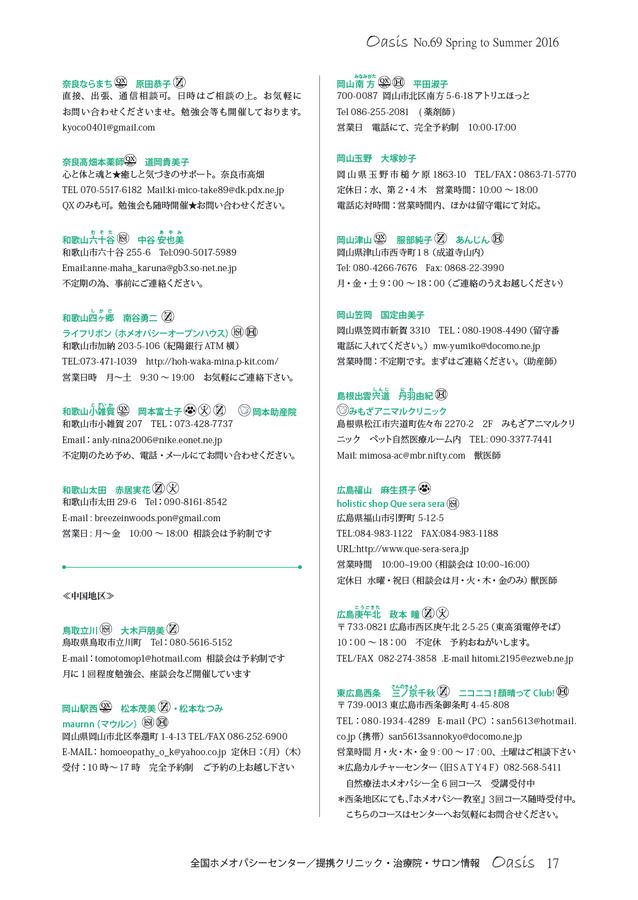 Oasis No.69 Spring to Summer 2016
奈良ならまち 原田恭子
直接、出張、通信相談可。日時はご相談の上。お気軽に
お問い合わせくださいませ。勉強会等も開催しております。
kyoco0401@gmail.com
奈良高畑本薬師 道岡貴美子
心と体と魂と★癒しと気づきのサポート。奈良市高畑
TEL 070-5517-6182 Mail:ki-mico-take89@dk.pdx.ne.jp
QXのみも可。勉強会も随時開催★お問い合わせください。
むそた あやみ
和歌山六十谷 中谷 安也美
和歌山市六十谷 255-6 Tel:090-5017-5989
Email:anne-maha_karuna@gb3.so-net.ne.jp
不定期の為、事前にご連絡ください。
しかご
和歌山四ヶ郷 南谷勇二
ライフリボン(ホメオパシーオープンハウス)
和歌山市加納 203-5-106(紀陽銀行 ATM 横)
TEL:073-471-1039 http://hoh-waka-mina.p-kit.com/
営業日時 月〜土 9:30 〜 19:00 お気軽にご連絡下さい。
和歌山小雑賀 岡本富士子 岡本助産院
和歌山市小雑賀 207 TEL:073-428-7737
Email:anly-nina2006@nike.eonet.ne.jp
不定期のため予め、電話・メールにてお問い合わせください。
和歌山太田 赤居実花
和歌山市太田 29-6 Tel:090-8161-8542
E-mail : breezeinwoods.pon@gmail.com
営業日:月〜金 10:00 〜 18:00 相談会は予約制です
≪中国地区≫
鳥取立川 大木戸朋美
鳥取県鳥取市立川町 Tel:080-5616-5152
E-mail:tomotomop1@hotmail.com 相談会は予約制です
月に1回程度勉強会、座談会など開催しています
岡山駅西 松本茂美 ・松本なつみ
maurnn(マウルン)
岡山県岡山市北区奉還町 1-4-13 TEL/FAX 086-252-6900
E-MAIL:homoeopathy_o_k@yahoo.co.jp 定休日:(月)(木)
受付:10 時〜 17 時 完全予約制 ご予約の上お越し下さい
みなみがた
岡山南方 平田淑子
700-0087 岡山市北区南方 5-6-18 アトリエほっと
Tel 086-255-2081 (薬剤師)
営業日 電話にて、完全予約制 10:00-17:00
岡山玉野 大塚妙子
岡山県玉野市槌ケ原 1863-10 TEL/FAX:0863-71-5770
定休日:水、第 2・4 木 営業時間:10:00 〜 18:00
電話応対時間:営業時間内、ほかは留守電にて対応。
岡山津山 服部純子 あんじん
岡山県津山市西寺町18(成道寺山内)
Tel: 080-4266-7676 Fax: 0868-22-3990
月・金・土 9:00 〜 18:00(ご連絡のうえお越しください)
岡山笠岡 国定由美子
岡山県笠岡市新賀 3310 TEL:080-1908-4490(留守番
電話に入れてください。)mw-yumiko@docomo.ne.jp
営業時間:不定期です。まずはご連絡ください。(助産師)
しんじ にわ
島根出雲宍道 丹羽由紀
みもざアニマルクリニック
島根県松江市宍道町佐々布 2270-2 2F みもざアニマルクリ
ニック ペット自然医療ルーム内 TEL: 090-3377-7441
Mail: mimosa-ac@mbr.nifty.com 獣医師
広島福山 麻生摂子
holistic shop Que sera sera
広島県福山市引野町 5-12-5
TEL:084-983-1122 FAX:084-983-1188
URL:http://www.que-sera-sera.jp
営業時間 10:00~19:00(相談会は 10:00~16:00)
定休日 水曜・祝日(相談会は月・火・木・金のみ)獣医師
こうごきた
広島庚午北 政本 瞳
〒733-0821 広島市西区庚午北 2-5-25(東高須電停そば)
10:00 〜 18:00 不定休 予約おねがいします。
TEL/FAX 082-274-3858 .E-mail hitomi.2195@ezweb.ne.jp
さんのきょう
東広島西条 三ノ京千秋 ニコニコ!顔晴って Club!
〒739-0013 東広島市西条御条町 4-45-808
TEL:080-1934-4289 E-mail(PC):san5613@hotmail.
co.jp(携帯)san5613sannokyo@docomo.ne.jp
営業時間 月・火・木・金 9:00 〜 17:00、土曜はご相談下さい
*広島カルチャーセンター(旧SATY4F) 082-568-5411
自然療法ホメオパシー全 6 回コース 受講受付中
*西条地区にても、『ホメオパシー教室』3回コース随時受付中。
こちらのコースはセンターへお気軽にお問合せください。
全国ホメオパシーセンター/提携クリニック・治療院・サロン情報 Oasis 17